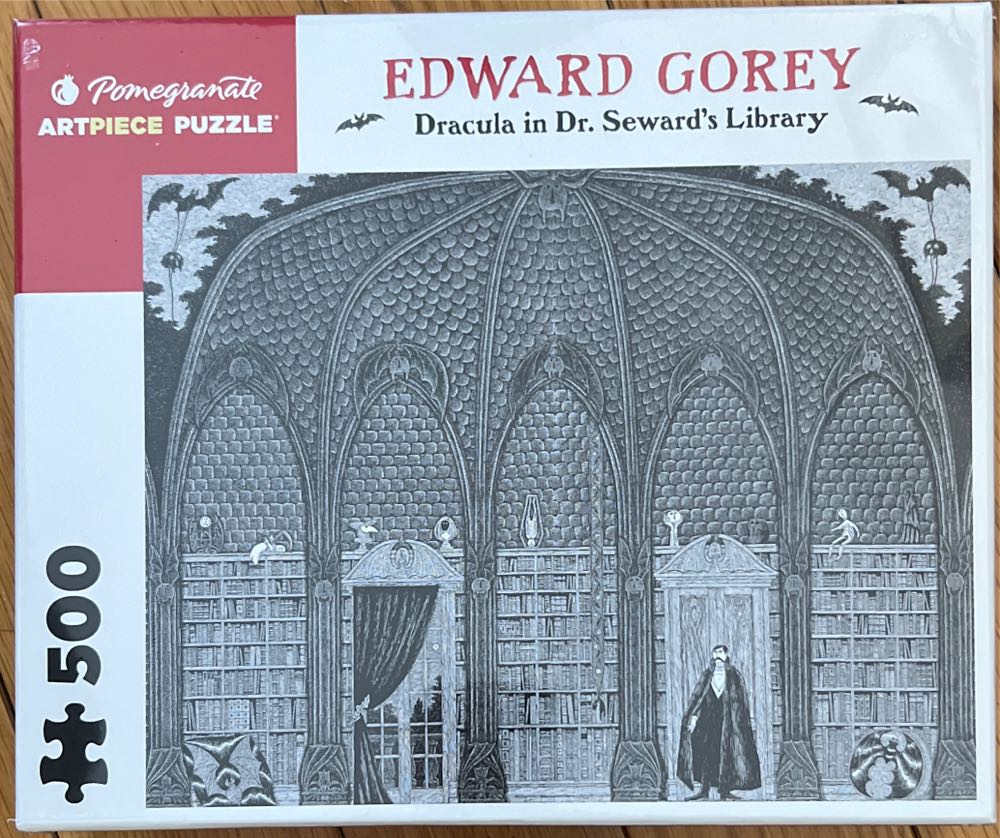 Pomegranate
ARTPIECE PUZZLE®
EDWARD GOREY
Dracula in Dr. Seward's Library
500